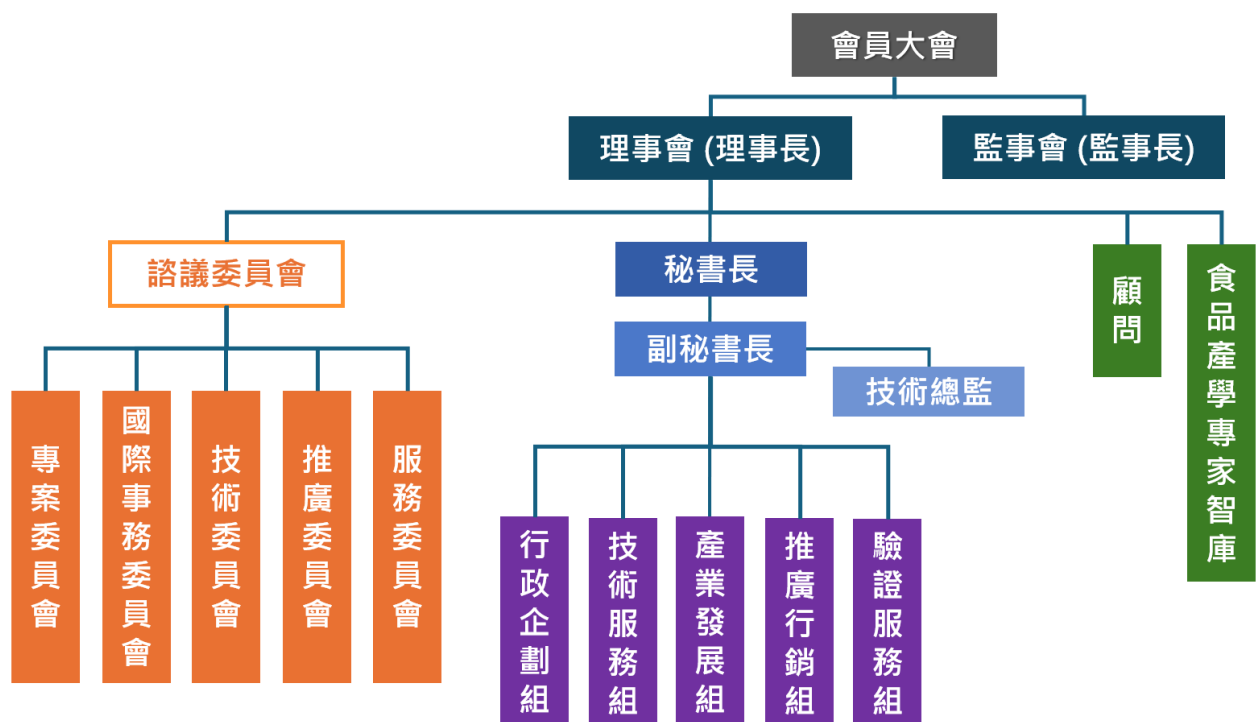 會員大會
理事會 (理事長)
監事會 (監事長)
諮議委員會
秘書長
顧問
食品產學專家智庫
副秘書長
技術總監
專案委員會
國際事務委員會
技術委員會
推廣委員會
服務委員會
行政企劃組
技術服務組
產業發展組
推廣行銷組
驗證服務組